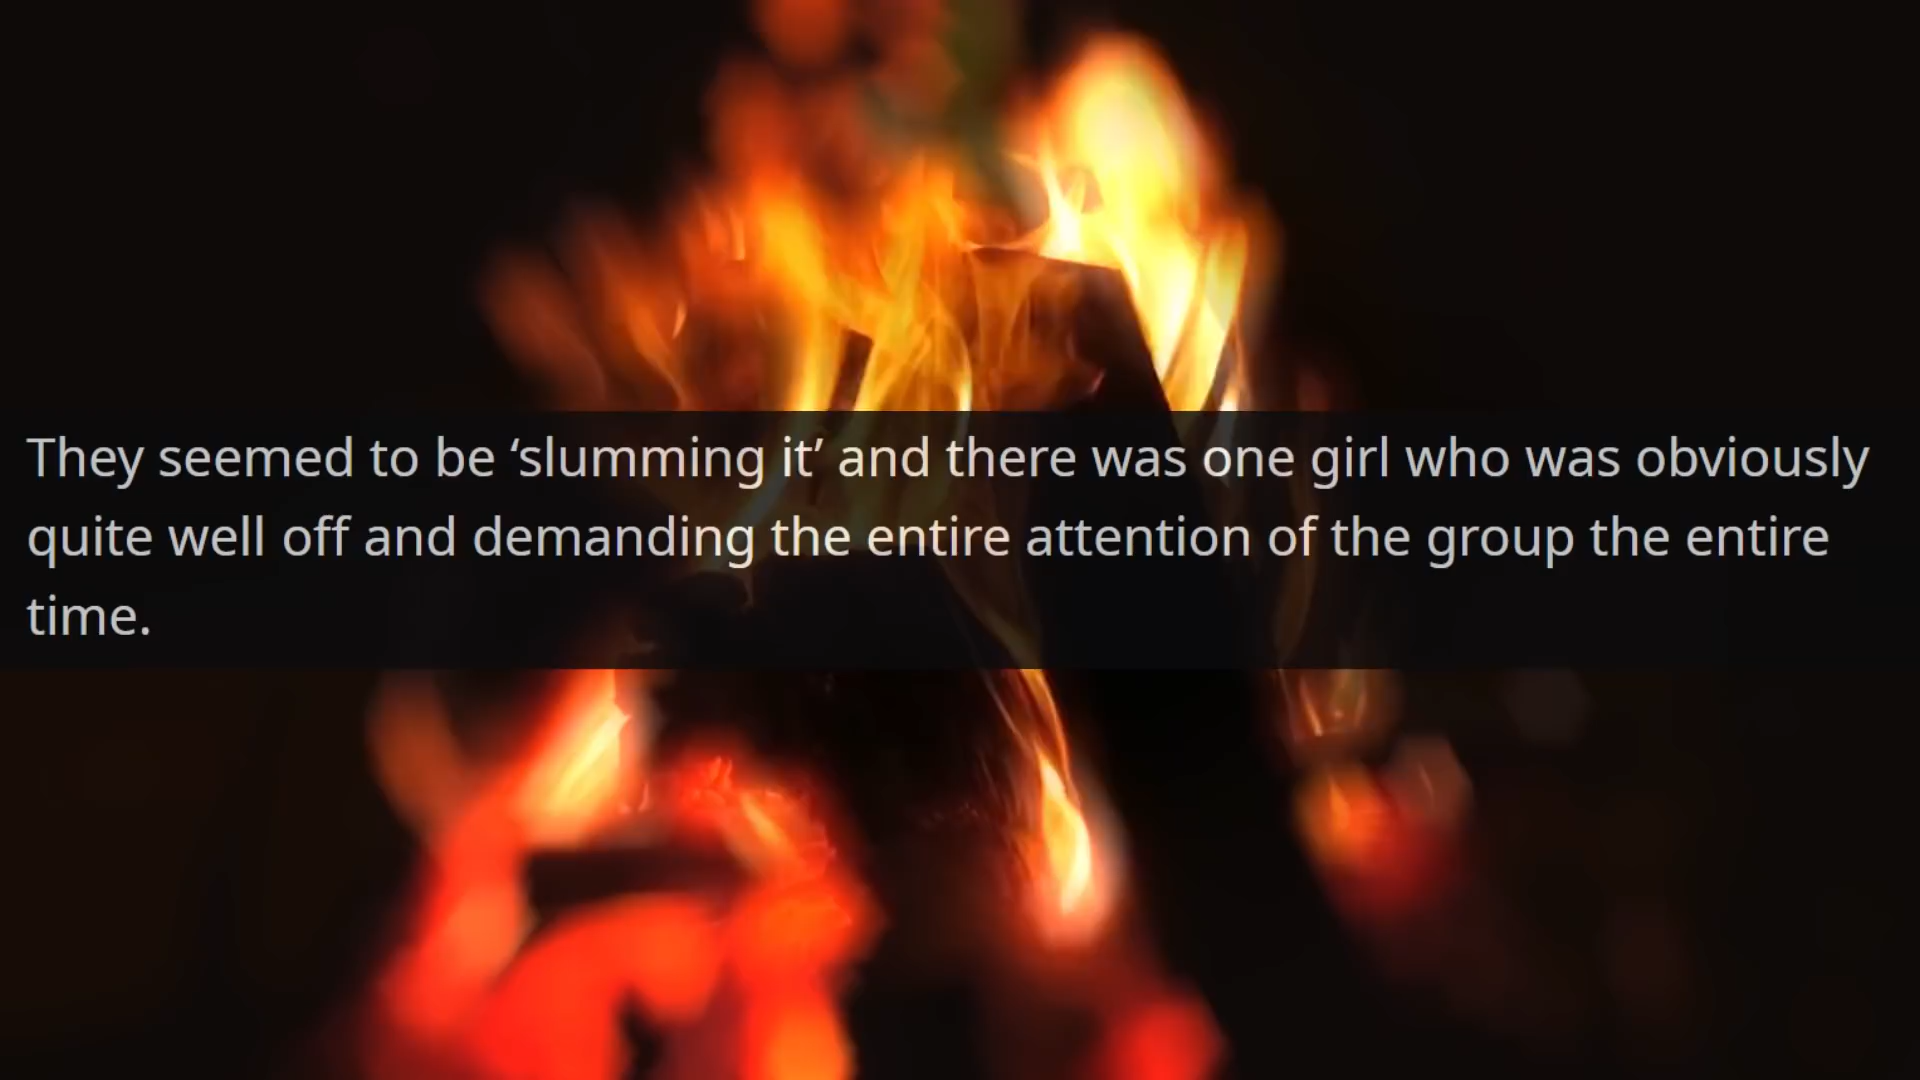 They seemed to be ‘slumming it’ and there was one girl who was obviously
quite well off and demanding the entire attention of the group the entire
time.